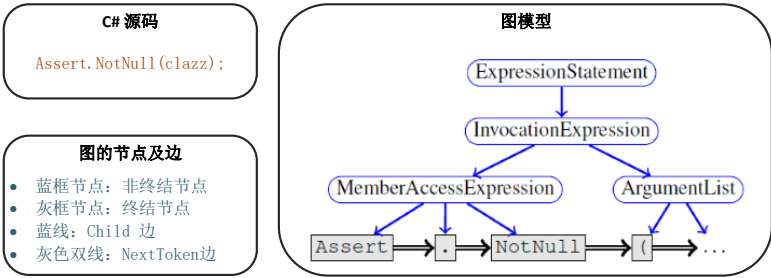 C# 源码
Assert.NotNull(clazz);
图的节点及边
• 蓝框节点：非终结节点
• 灰框节点：终结节点
• 蓝线：Child 边
• 灰色双线：NextToken边
图模型
ExpressionStatement
InvocationExpression
MemberAccessExpression ArgumentList
Assert . NotNull ( ...